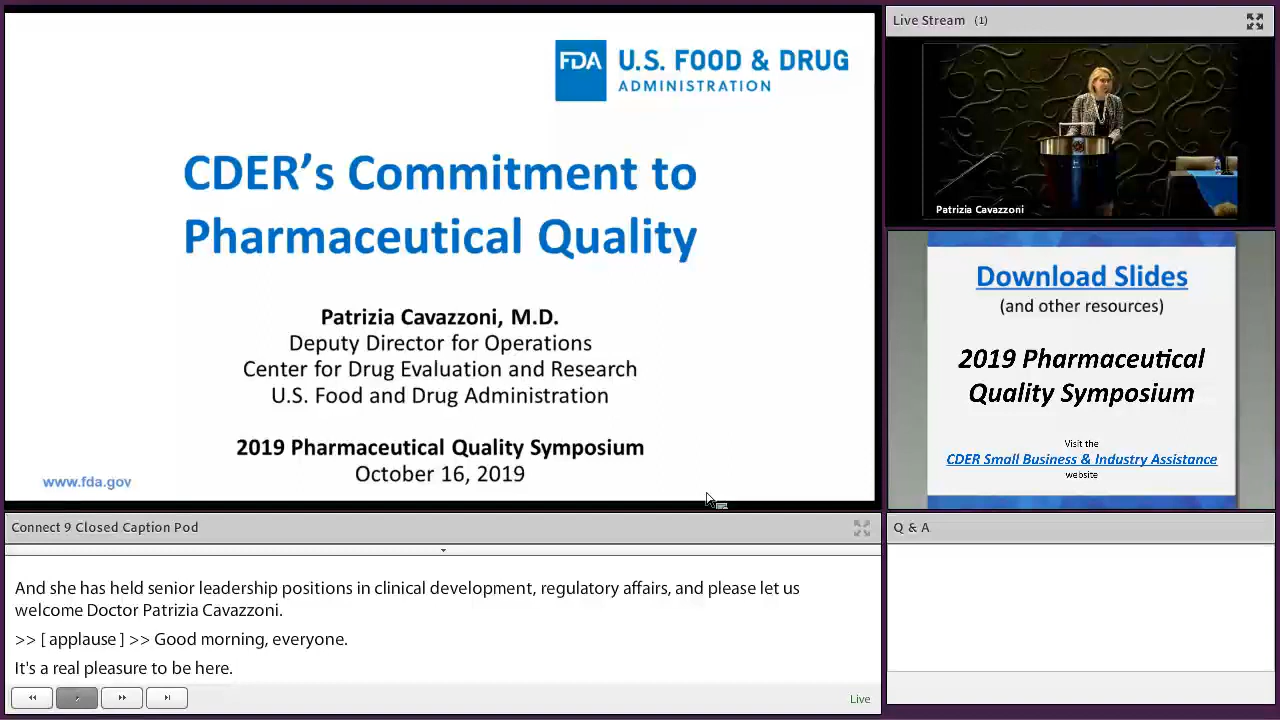 FDA U.S. FOOD & DRUG
ADMINISTRATION
CDER’s Commitment to
Pharmaceutical Quality
Patrizia Cavazzoni, M.D.
Deputy Director for Operations
Center for Drug Evaluation and Research
U.S. Food and Drug Administration
2019 Pharmaceutical Quality Symposium
October 16, 2019
www.fda.gov
Live Stream (1)
Patrizia Cavazzoni
Download Slides
(and other resources)
2019 Pharmaceutical
Quality Symposium
Visit the
CDER Small Business & Industry Assistance
website
Connect 9 Closed Caption Pod
And she has held senior leadership positions in clinical development, regulatory affairs, and please let us
welcome Doctor Patrizia Cavazzoni.
>> [ applause ] >> Good morning, everyone.
It's a real pleasure to be here.
Live
Q & A